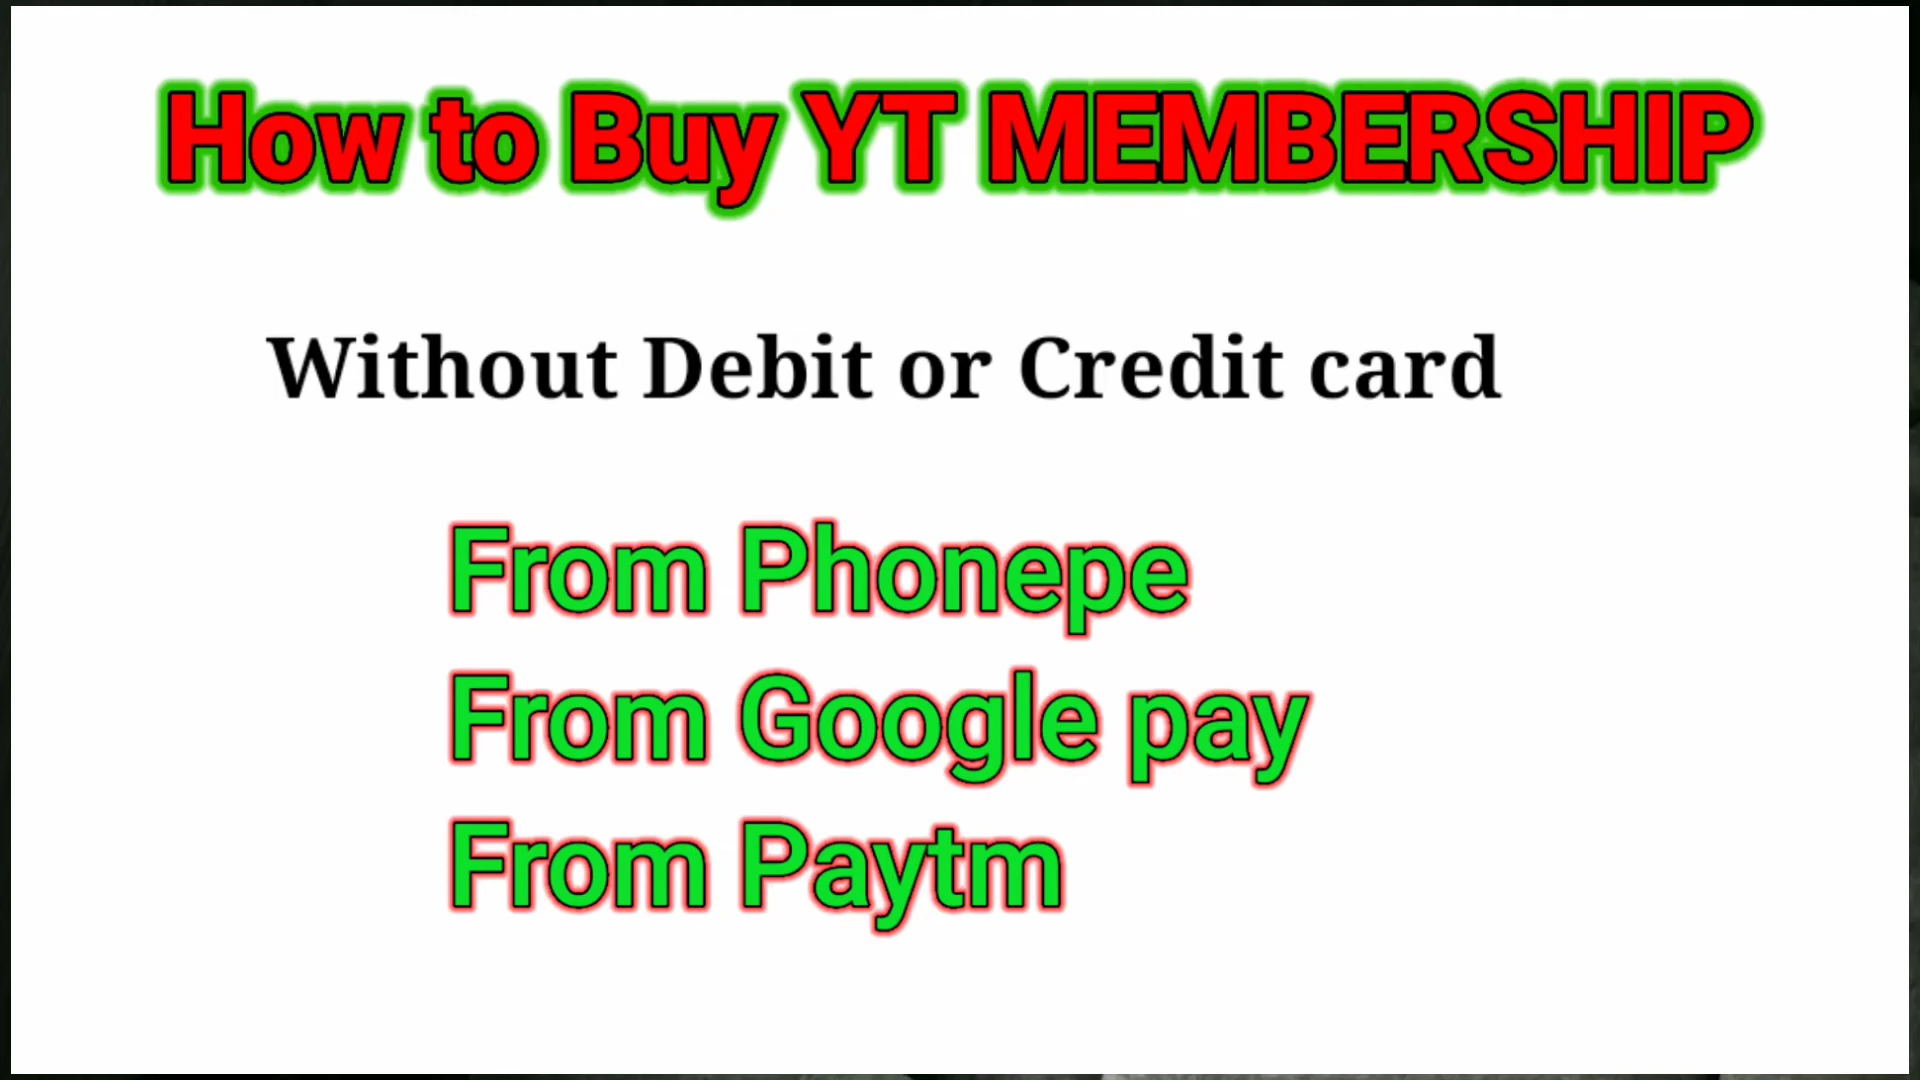 How to Buy YT MEMBERSHIP
Without Debit or Credit card
From Phonepe
From Google pay
From Paytm